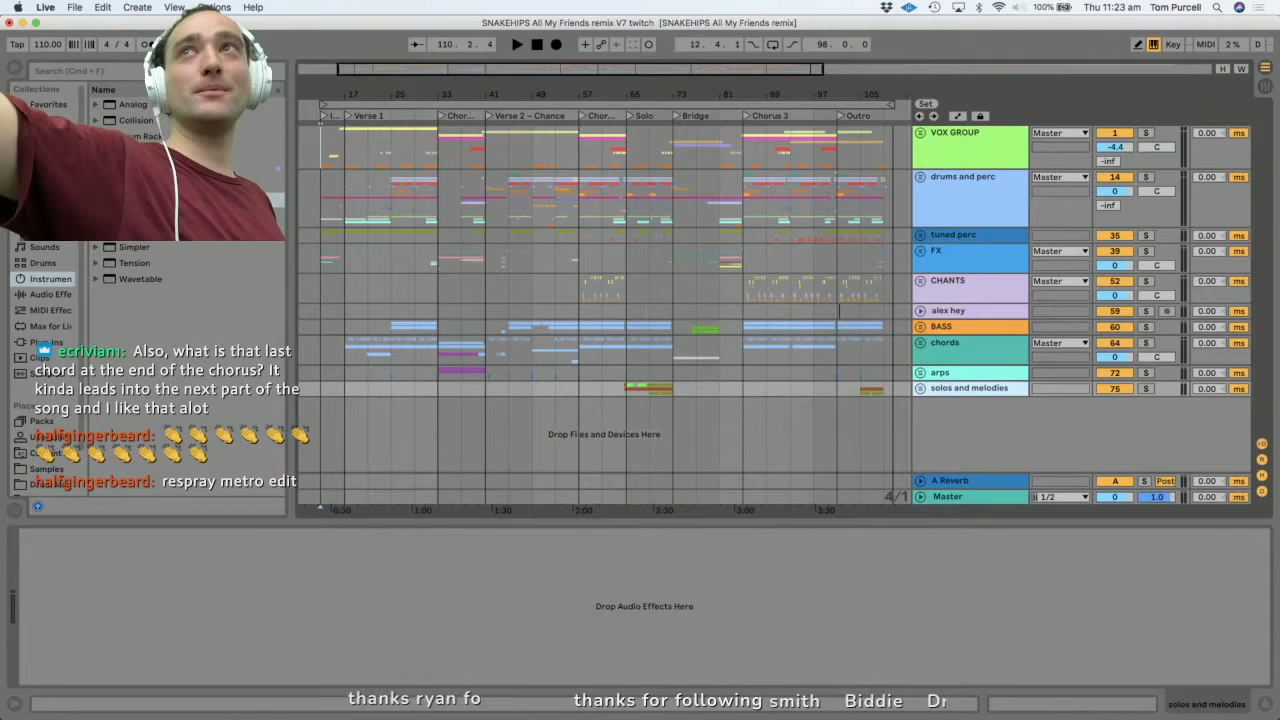 Live File Edit Create View Options Help
100% Thu 11:23 am Tom Purcell
SNAKEHIPS All My Friends remix V7 twitch [SNAKEHIPS All My Friends remix V7 twitch]
Tap 110.00 4 / 4
110. 2. 4
12. 4. 1
98. 0. 0
Key MIDI 2 % D
Search (Cmd + F)
H W
Collections
Favorites
Name
Analog
Collision
Simpler
Tension
Wavetable
Sounds
Drums
Instrumen
Audio Effe
MIDI Effec
Max for Liv
Packs
Samples
17 25 33 41 49 57 65 73 81 89 97 105
Verse 1 Chor... Verse 2 – Chance Chor... Solo Bridge Chorus 3 Outro
Set
VOX GROUP Master 1 S 0.00 ms
-4.4 C
-inf
drums and perc Master 14 S 0.00 ms
0 C
-inf
tuned perc 35 S 0.00 ms
FX Master 39 S 0.00 ms
0 C
CHANTS Master 52 S 0.00 ms
0 C
alex hey 59 S 0.00 ms
BASS 60 S 0.00 ms
chords Master 64 S 0.00 ms
0 C
arps 72 S 0.00 ms
solos and melodies 75 S 0.00 ms
Drop Files and Devices Here
A Reverb A S Post 0.00 ms
4/1
Master 1/2 0 1.0 0.00 ms
0:30 1:30 2:00 2:30 3:00 3:30
ecrivian1: Also, what is that last
chord at the end of the chorus? It
kinda leads into the next part of the
song and I like that alot
halfgingerbeard: 👏 👏 👏 👏 👏 👏
👏 👏 👏 👏 👏 👏 👏
halfgingerbeard: respray metro edit
Drop Audio Effects Here
thanks ryan fo thanks for following smith Biddie
solos and melodies